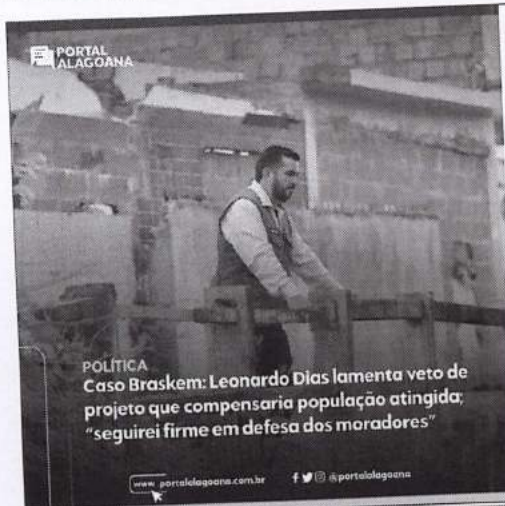 PORTAL
ALAGOANA
POLÍTICA
Caso Braskem: Leonardo Dias lamenta veto de
projeto que compensaria população atingida;
“seguirei firme em defesa dos moradores”
www portalalagoana.com.br @portalalagoana